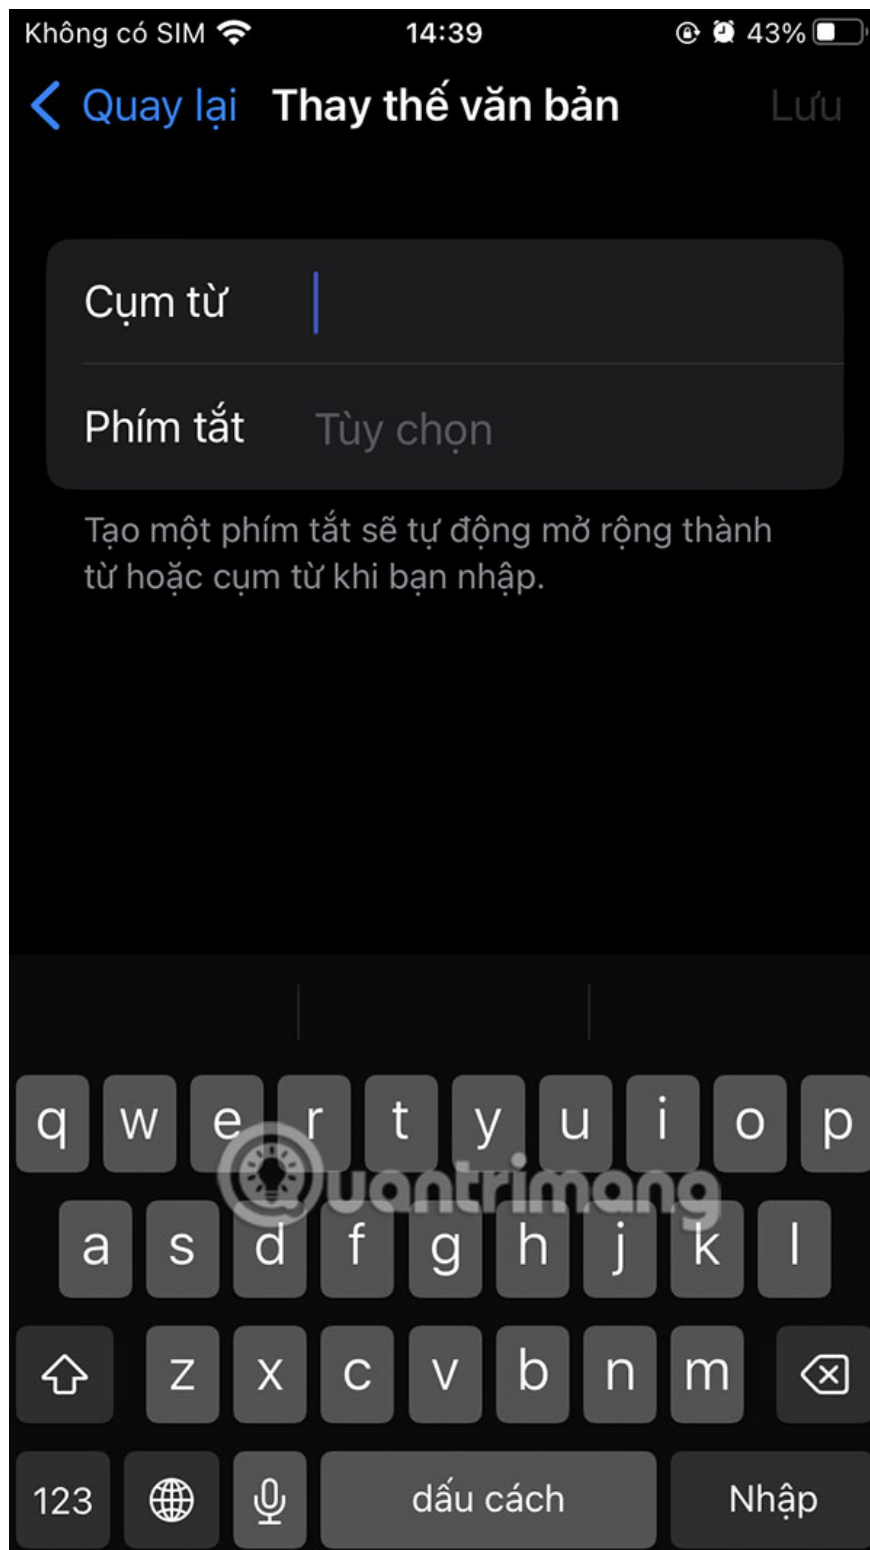 Không có SIM 14:39 43%
Quay lại Thay thế văn bản Lưu
Cụm từ
Phím tắt Tùy chọn
Tạo một phím tắt sẽ tự động mở rộng thành
từ hoặc cụm từ khi bạn nhập.
q w e r t y u i o p
Quantrimang
a s d f g h j k l
z x c v b n m
123 dấu cách Nhập